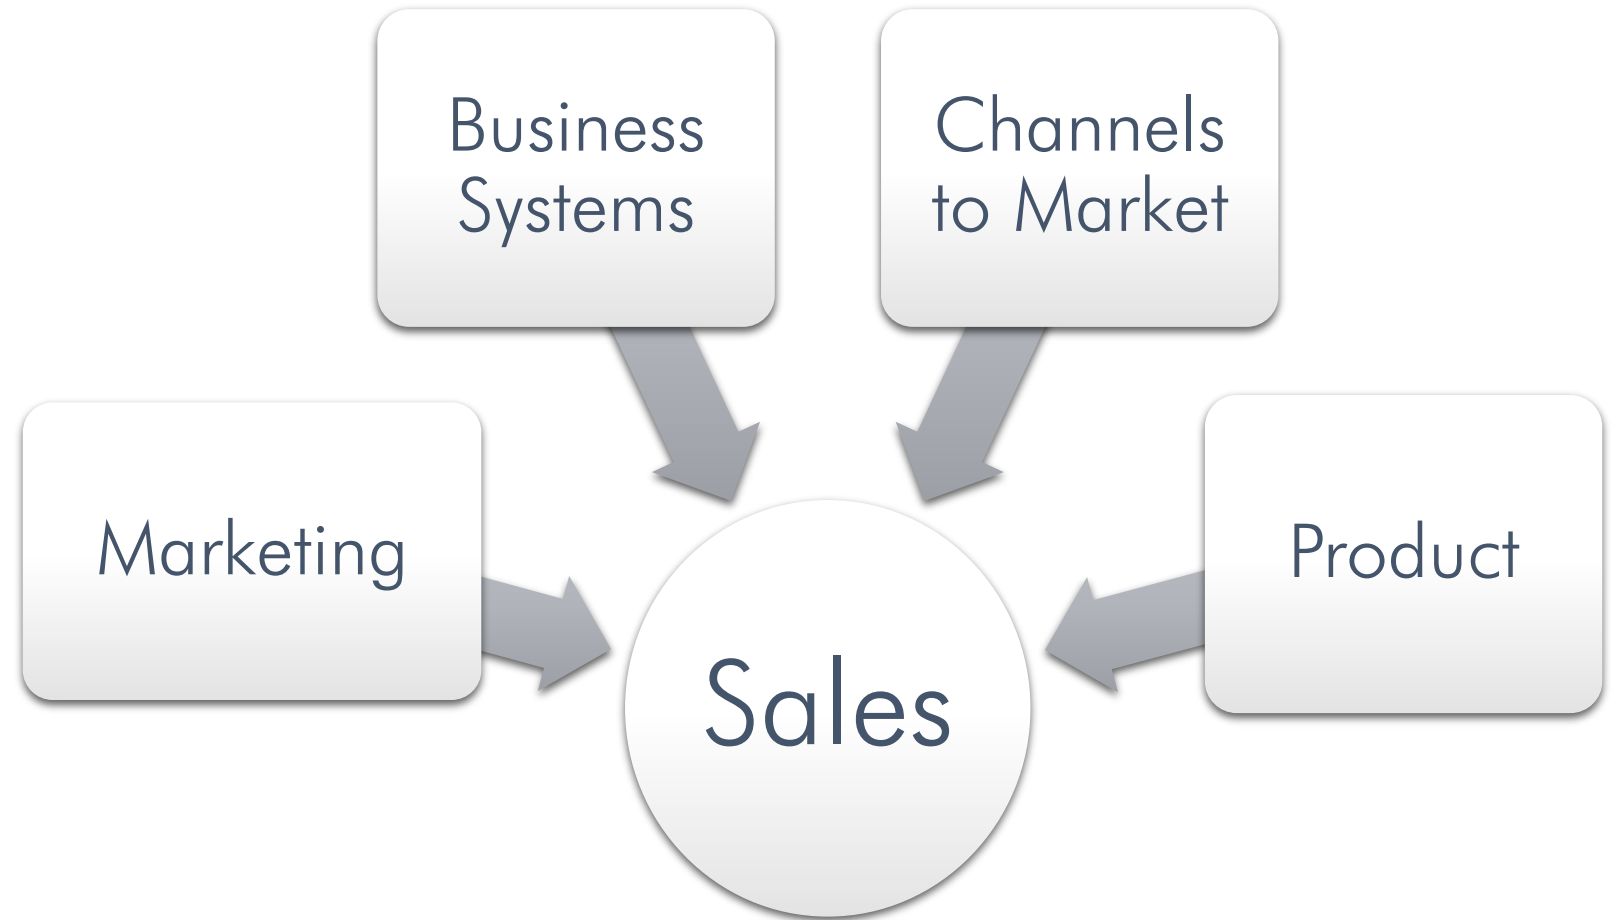 Business
Systems
Channels
to Market
Marketing
Product
Sales